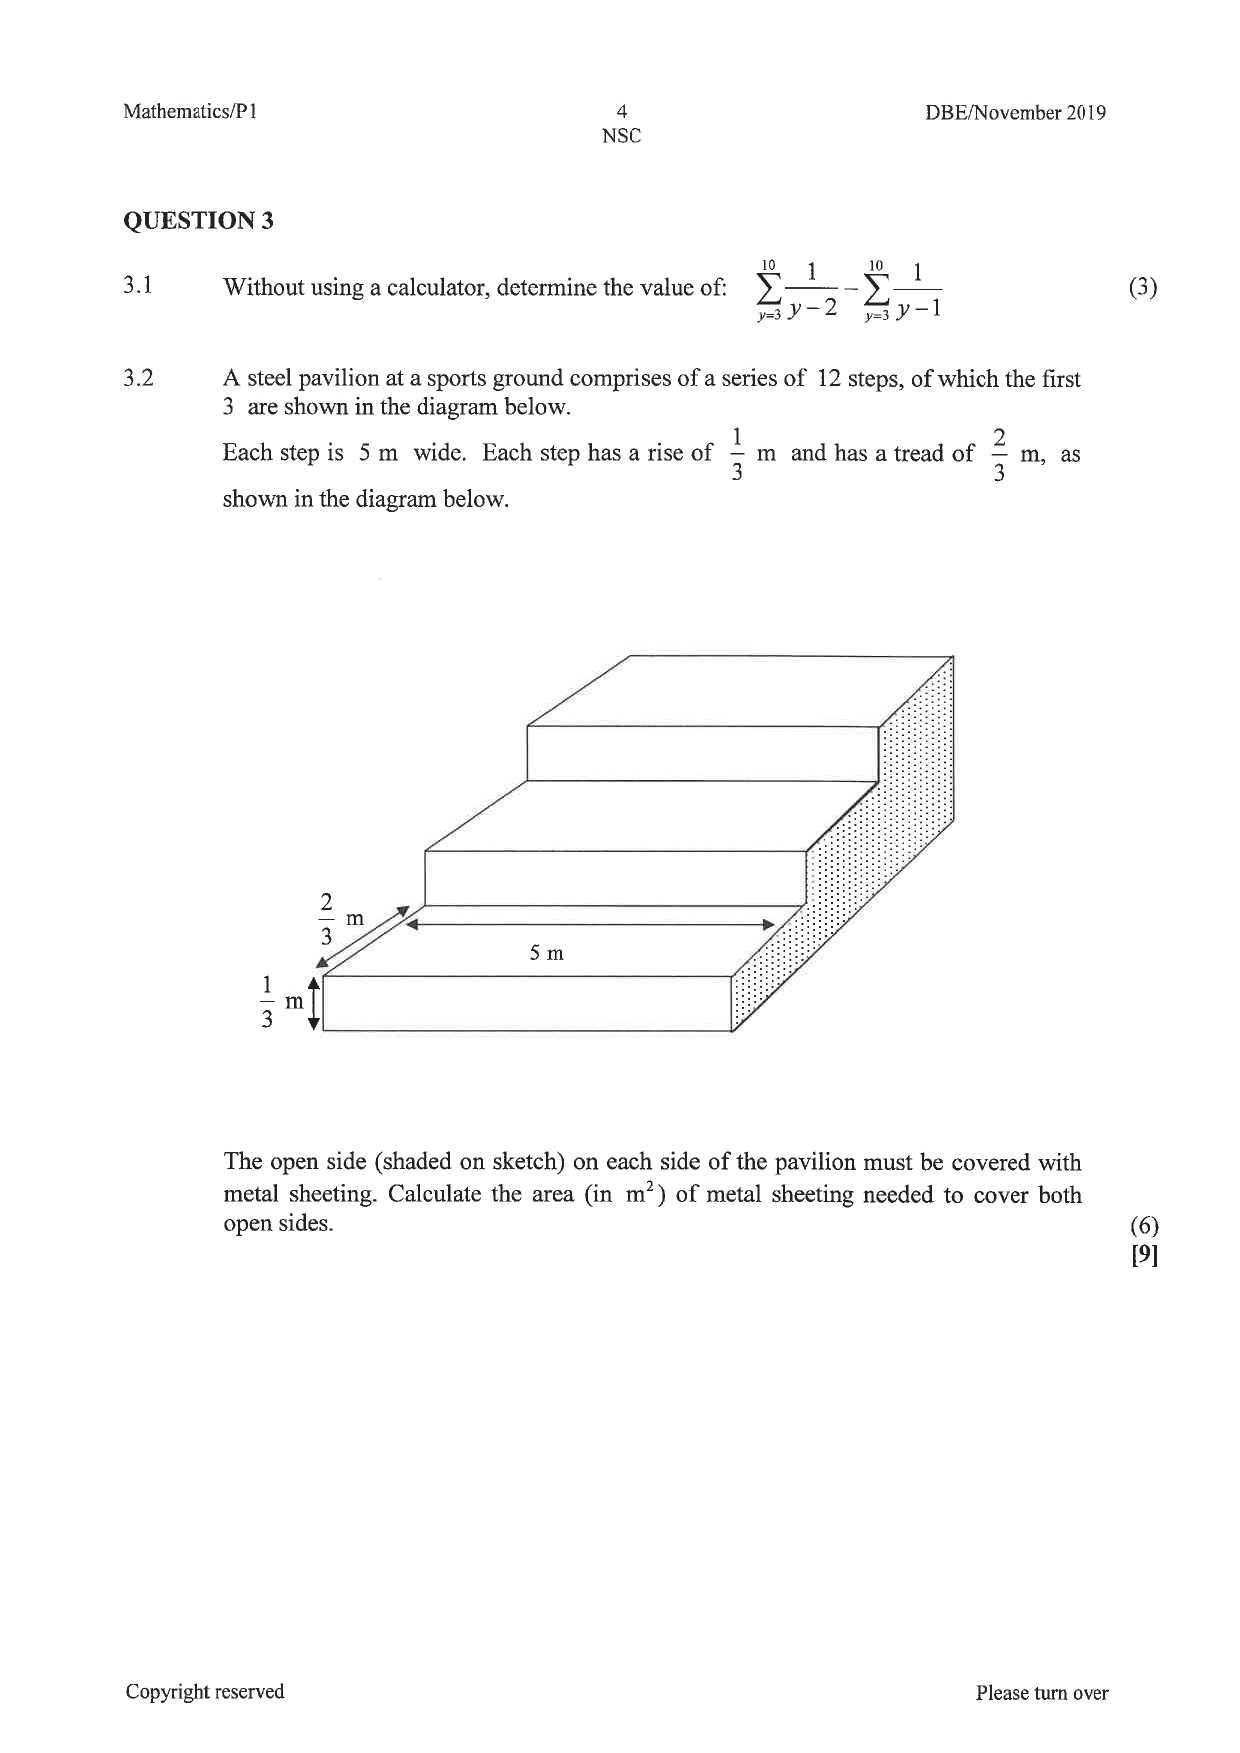 Mathematics/P1 4 DBE/November 2019
NSC
QUESTION 3
3.1 Without using a calculator, determine the value of: $\sum_{y=3}^{10} \frac{1}{y-2} - \sum_{y=3}^{10} \frac{1}{y-1}$ (3)
3.2 A steel pavilion at a sports ground comprises of a series of 12 steps, of which the first
3 are shown in the diagram below.
Each step is 5 m wide. Each step has a rise of $\frac{1}{3}$ m and has a tread of $\frac{2}{3}$ m, as
shown in the diagram below.
$\frac{2}{3}$ m
5 m
$\frac{1}{3}$ m
The open side (shaded on sketch) on each side of the pavilion must be covered with
metal sheeting. Calculate the area (in m²) of metal sheeting needed to cover both
open sides. (6)
[9]
Copyright reserved Please turn over